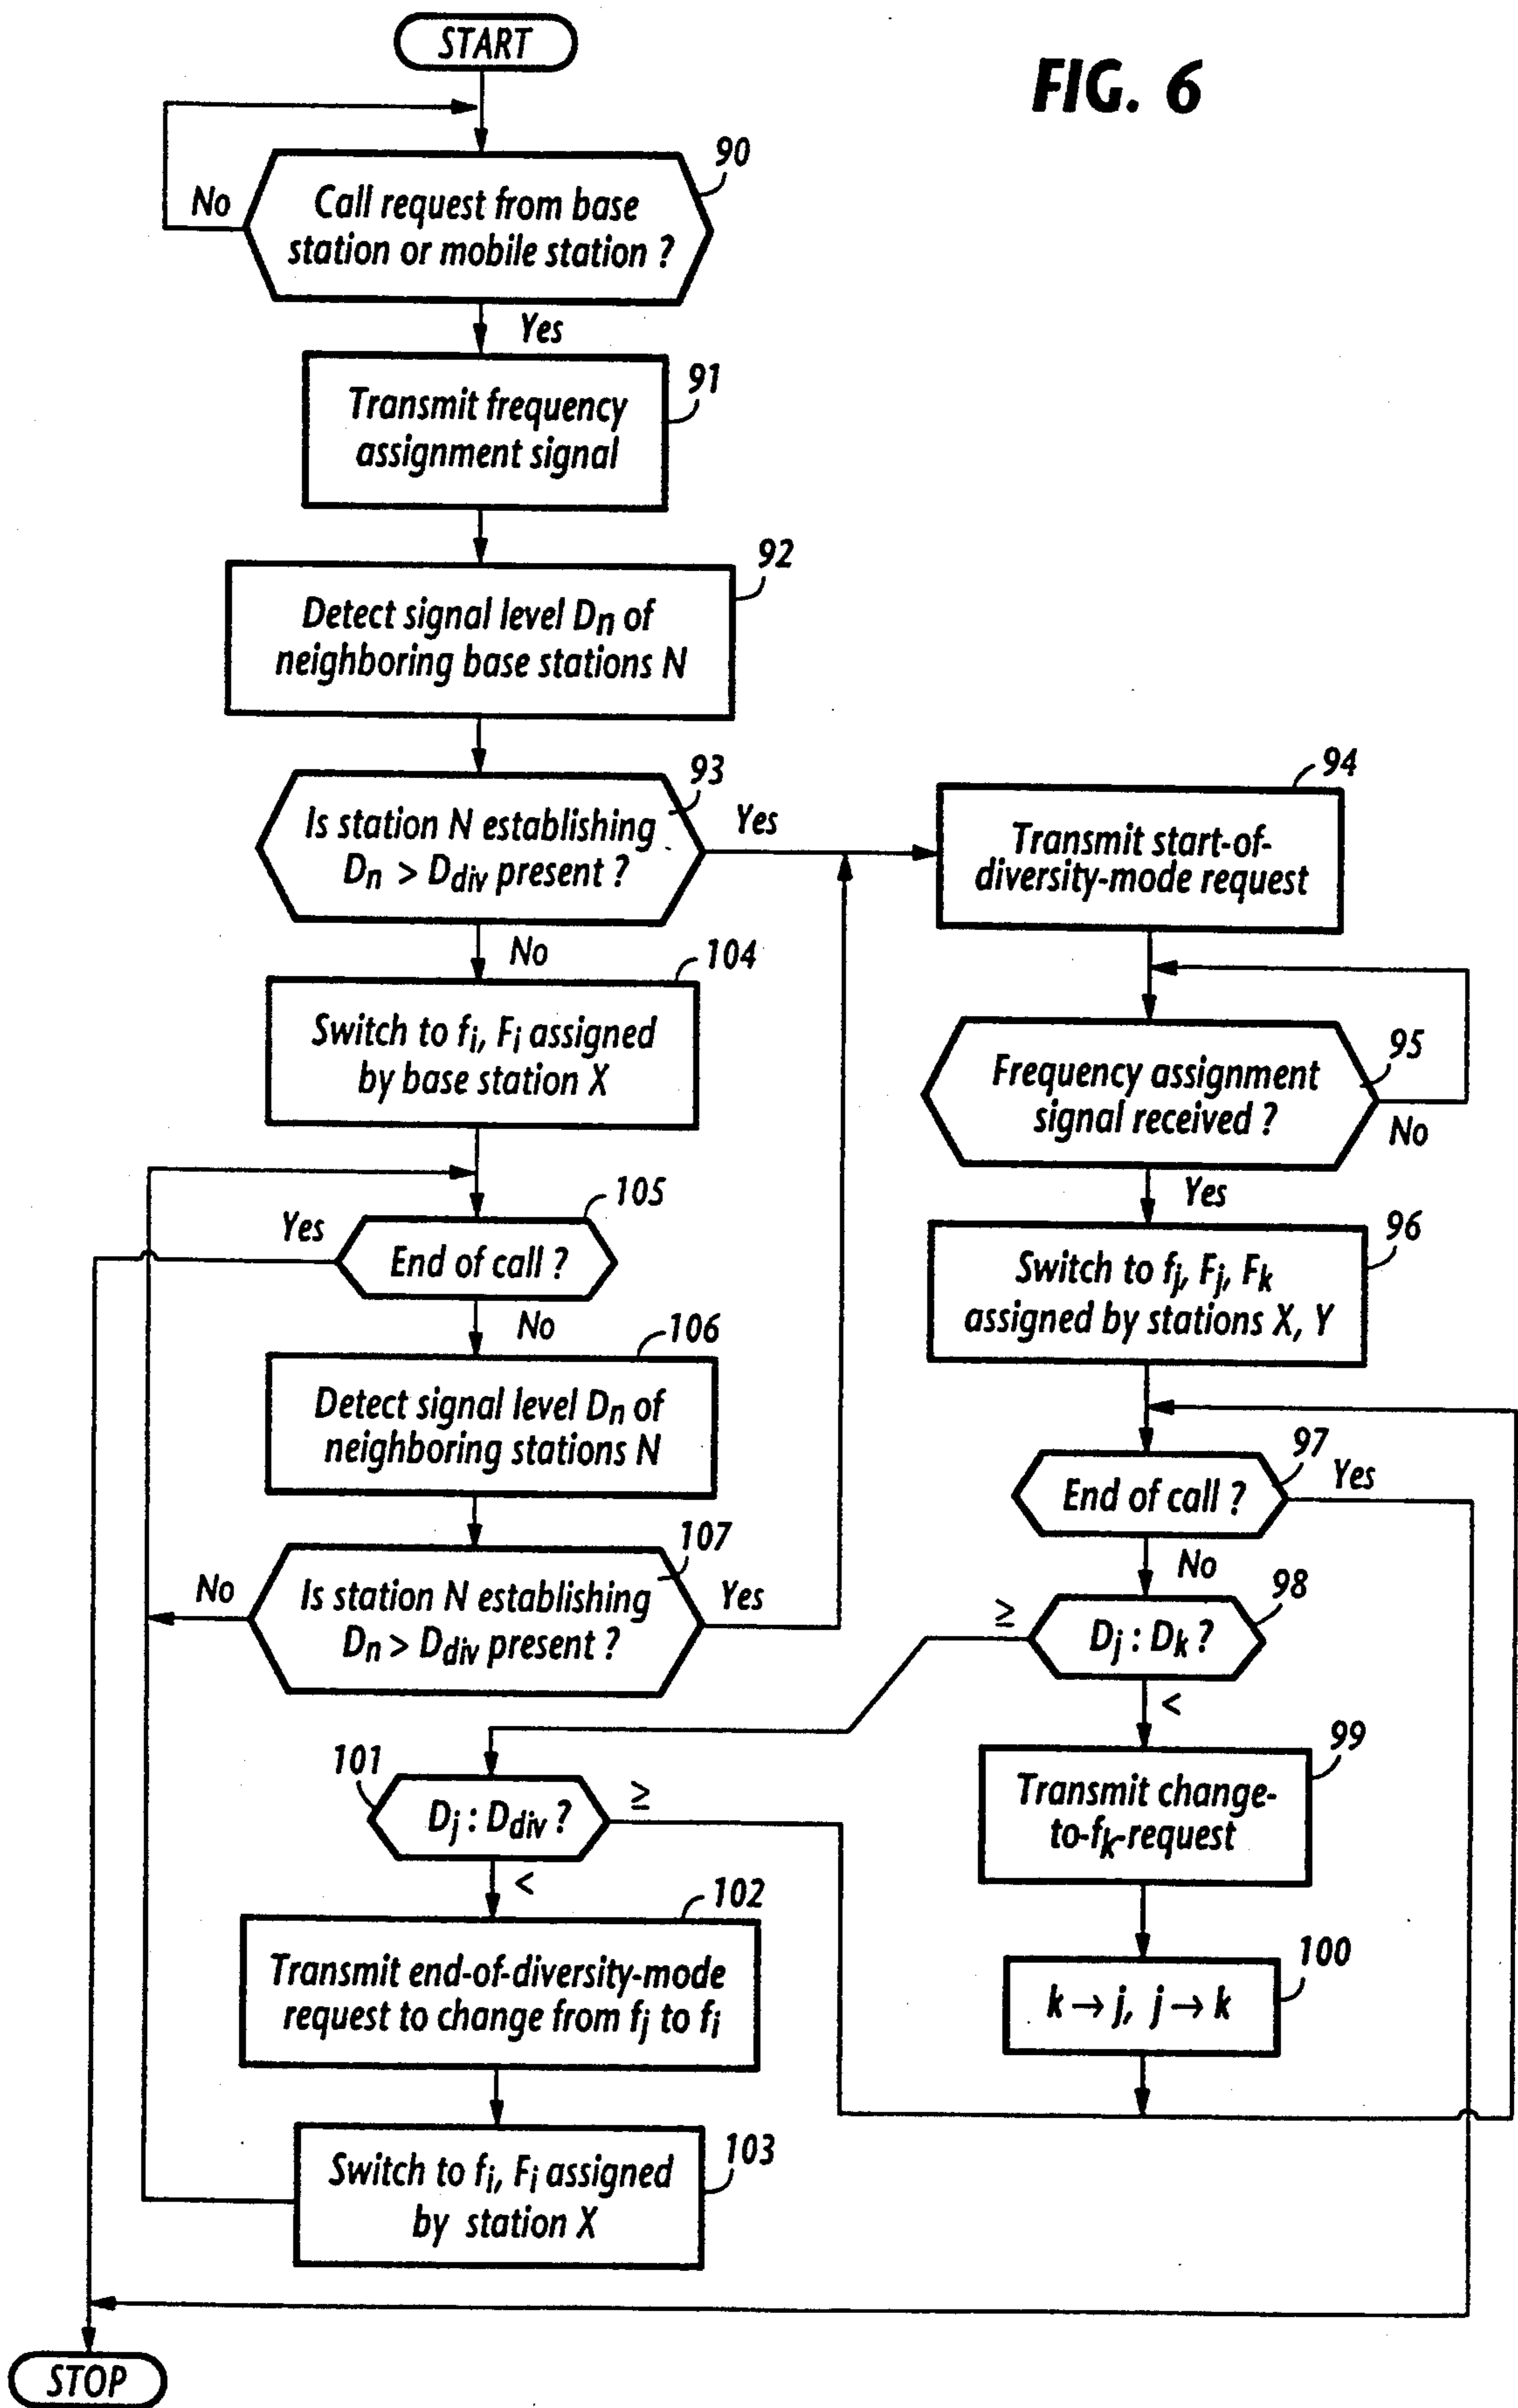 START
FIG. 6
90
No
Call request from base
station or mobile station ?
Yes
91
Transmit frequency
assignment signal
92
Detect signal level Dn of
neighboring base stations N
93
Is station N establishing
Dn > Ddiv present ?
Yes
No
94
Transmit start-of-
diversity-mode request
104
Switch to fi, Fi assigned
by base station X
95
Frequency assignment
signal received ?
No
Yes
105
Yes
End of call ?
No
96
Switch to fj, Fj, Fk
assigned by stations X, Y
106
Detect signal level Dn of
neighboring stations N
97
End of call ?
Yes
No
107
No
Is station N establishing
Dn > Ddiv present ?
Yes
98
≥
Dj : Dk ?
<
99
Transmit change-
to-fk-request
101
Dj : Ddiv ?
≥
<
102
Transmit end-of-diversity-mode
request to change from fj to fi
100
k → j, j → k
103
Switch to fi, Fi assigned
by station X
STOP